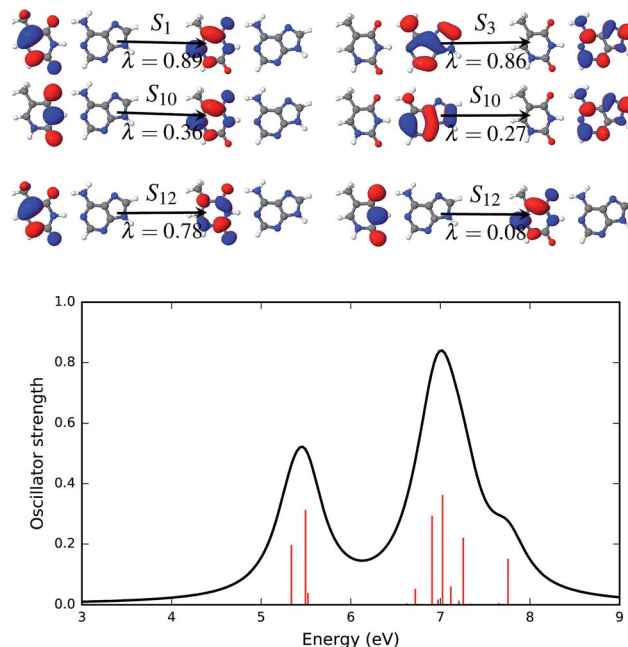 S₁ S₃
λ = 0.89 λ = 0.86
S₁₀ S₁₀
λ = 0.36 λ = 0.27
S₁₂ S₁₂
λ = 0.78 λ = 0.08
1.0
0.8
0.6
0.4
0.2
0.0
Oscillator strength
3 4 5 6 7 8 9
Energy (eV)